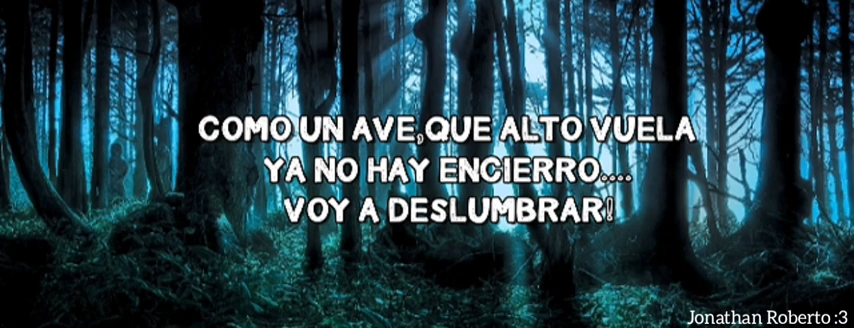 COMO UN AVE,QUE ALTO VUELA
YA NO HAY ENCIERRO....
VOY A DESLUMBRAR!
Jonathan Roberto :3